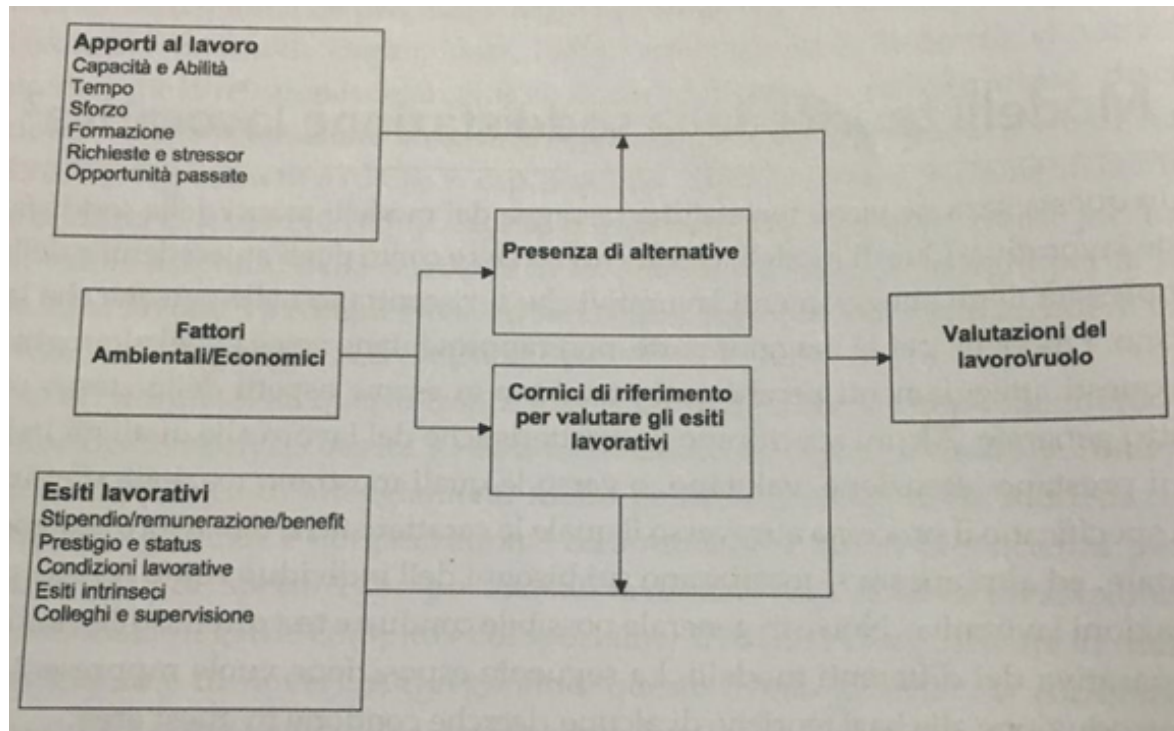 Apporti al lavoro
Capacità e Abilità
Tempo
Sforzo
Formazione
Richieste e stressor
Opportunità passate
Presenza di alternative
Fattori
Ambientali/Economici
Cornici di riferimento
per valutare gli esiti
lavorativi
Valutazioni del
lavoro\ruolo
Esiti lavorativi
Stipendio/remunerazione/benefit
Prestigio e status
Condizioni lavorative
Esiti intrinseci
Colleghi e supervisione